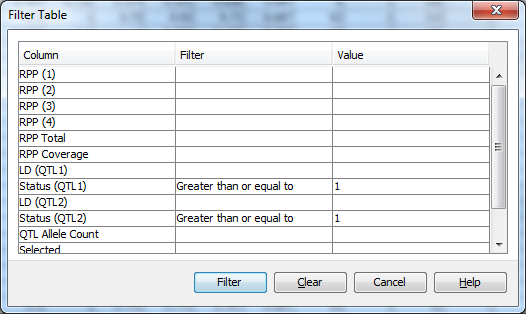 Filter Table
Column Filter Value
RPP (1)
RPP (2)
RPP (3)
RPP (4)
RPP Total
RPP Coverage
LD (QTL1)
Status (QTL1) Greater than or equal to 1
LD (QTL2)
Status (QTL2) Greater than or equal to 1
QTL Allele Count
Selected
Filter Clear Cancel Help